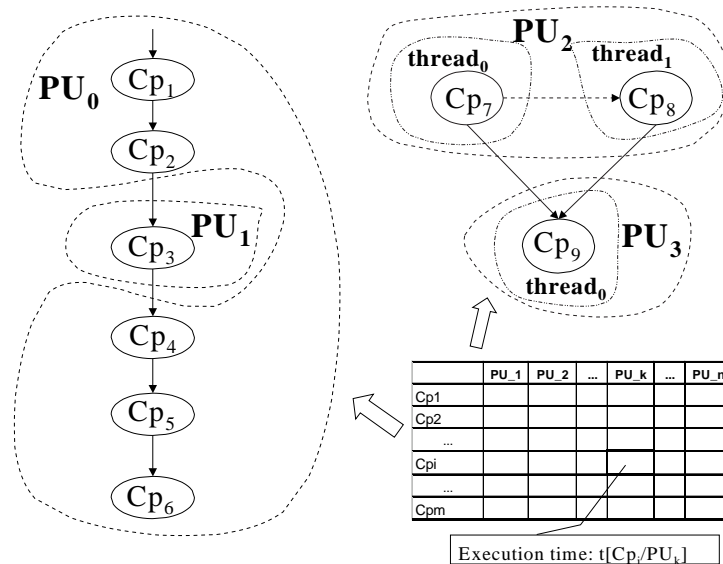 PU₀
Cp₁
Cp₂
PU₁
Cp₃
Cp₄
Cp₅
Cp₆
PU₂
thread₀
thread₁
Cp₇
Cp₈
PU₃
Cp₉
thread₀
PU_1 PU_2 ... PU_k ... PU_n
Cp1
Cp2
...
Cpi
...
Cpm
Execution time: t[Cpᵢ/PUₖ]